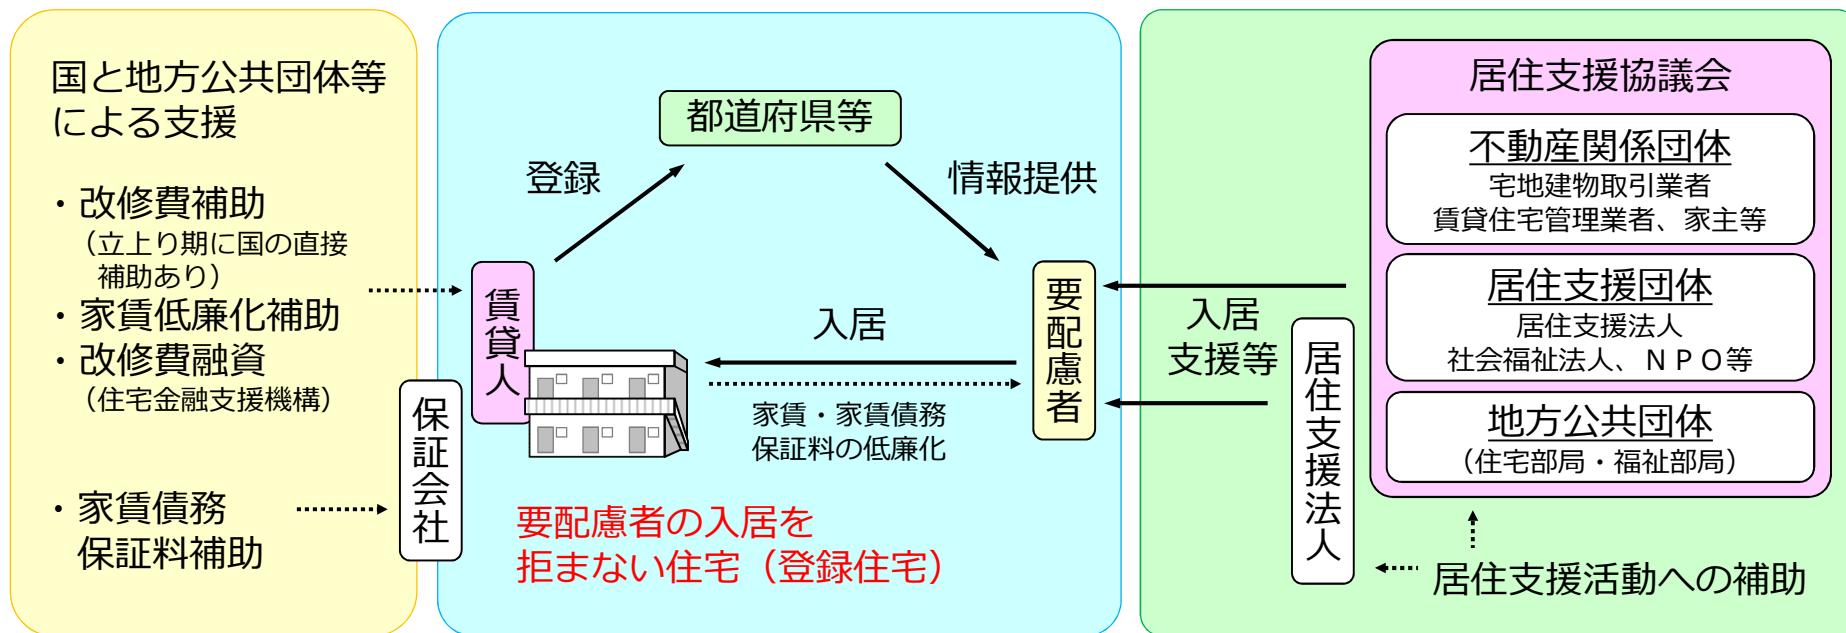 国と地方公共団体等
による支援
・改修費補助
（立上り期に国の直接
補助あり）
・家賃低廉化補助
・改修費融資
（住宅金融支援機構）
・家賃債務
保証料補助
保証会社
都道府県等
登録
情報提供
賃貸人
要配慮者
入居
家賃・家賃債務
保証料の低廉化
要配慮者の入居を
拒まない住宅（登録住宅）
入居
支援等
居住支援法人
居住支援協議会
不動産関係団体
宅地建物取引業者
賃貸住宅管理業者、家主等
居住支援団体
居住支援法人
社会福祉法人、ＮＰＯ等
地方公共団体
（住宅部局・福祉部局）
居住支援活動への補助